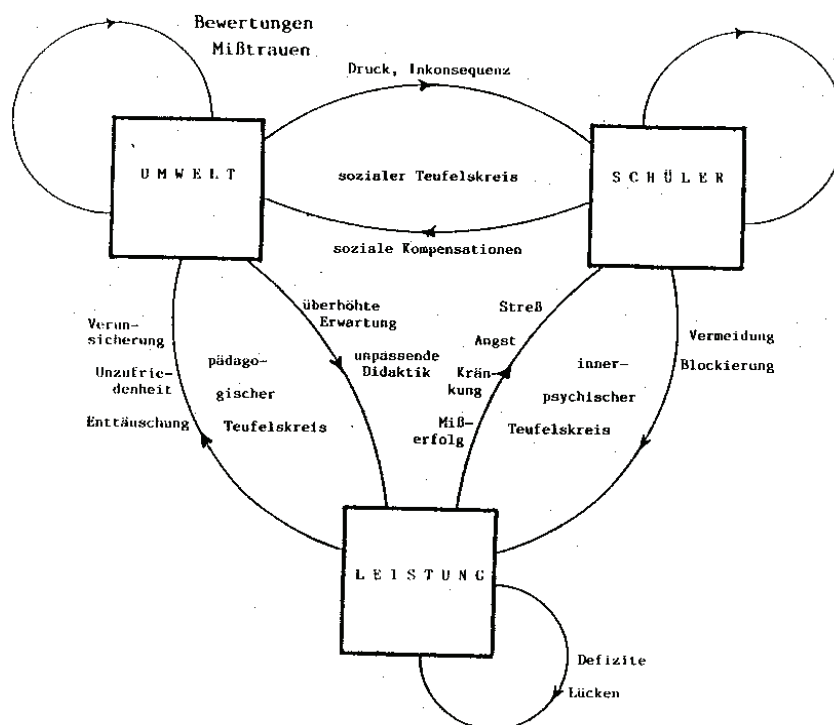 Bewertungen
Mißtrauen
Druck, Inkonsequenz
UMWELT
SCHÜLER
sozialer Teufelskreis
soziale Kompensationen
überhöhte
Erwartung
unpassende
Didaktik
Verun-
sicherung
Unzufrie-
denheit
Enttäuschung
pädago-
gischer
Teufelskreis
Streß
Angst
Krän-
kung
Miß-
erfolg
inner-
psychischer
Teufelskreis
Vermeidung
Blockierung
LEISTUNG
Defizite
Lücken